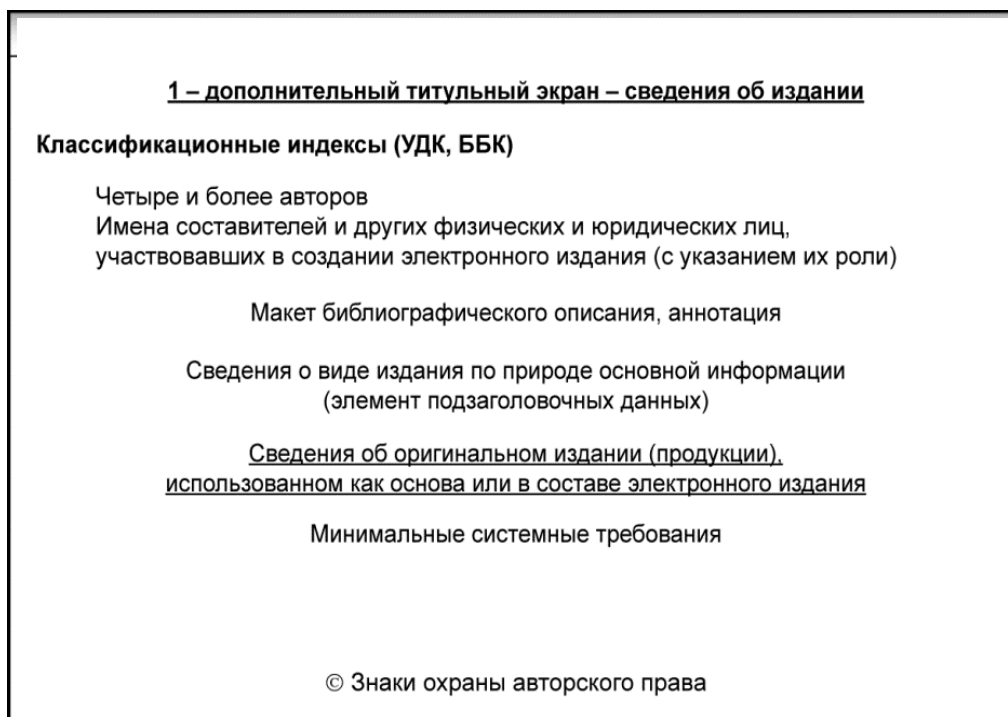 1 – дополнительный титульный экран – сведения об издании
Классификационные индексы (УДК, ББК)
Четыре и более авторов
Имена составителей и других физических и юридических лиц,
участвовавших в создании электронного издания (с указанием их роли)
Макет библиографического описания, аннотация
Сведения о виде издания по природе основной информации
(элемент подзаголовочных данных)
Сведения об оригинальном издании (продукции),
использованном как основа или в составе электронного издания
Минимальные системные требования
© Знаки охраны авторского права